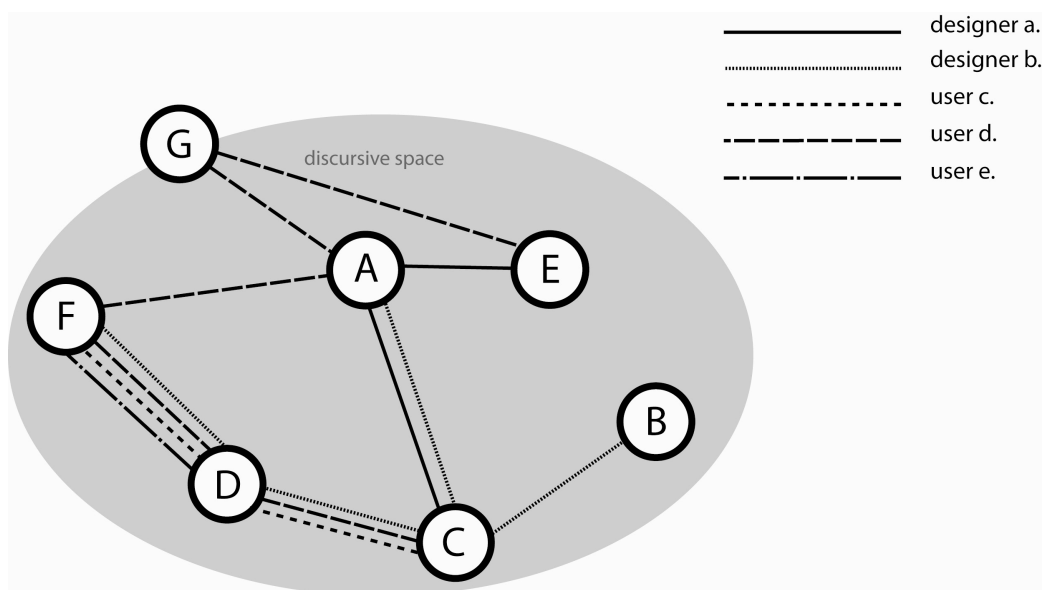 designer a.
designer b.
user c.
user d.
user e.
G
discursive space
A
E
F
B
D
C